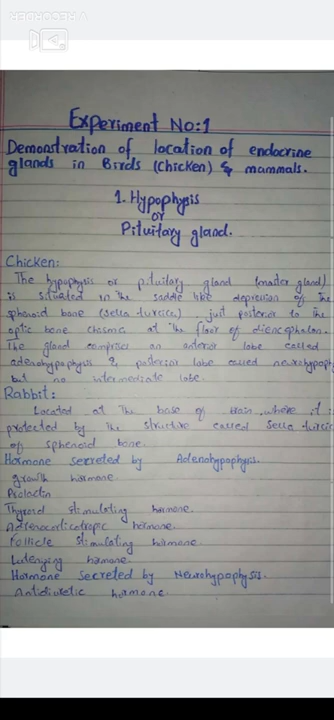 V RECORDER
Experiment No:1
Demonstration of location of endocrine
glands in Birds (Chicken) & mammals.
1. Hypophysis
or
Pituitary gland.
Chicken:
The hypophysis or pituitary gland (master gland)
is situated in the saddle like depression of the
sphenoid bone (Sella-turcica), just posterior to the
optic bone chasma at the floor of diencephalon.
The gland comprises an anterior lobe called
adenohypophysis & posterior lobe called neurohypophy
but no intermediate lobe.
Rabbit:
Located at the base of brain, where it is
protected by the structure called Sella-turcic
of sphenoid bone.
Hormone secreted by Adenohypophysis.
growth hormone.
Prolactin
Thyroid stimulating hormone.
Adrenocorticotropic hormone.
Follicle stimulating hormone.
hormone.
Hormone secreted by Neurohypophysis.
Antidiuretic hormone.